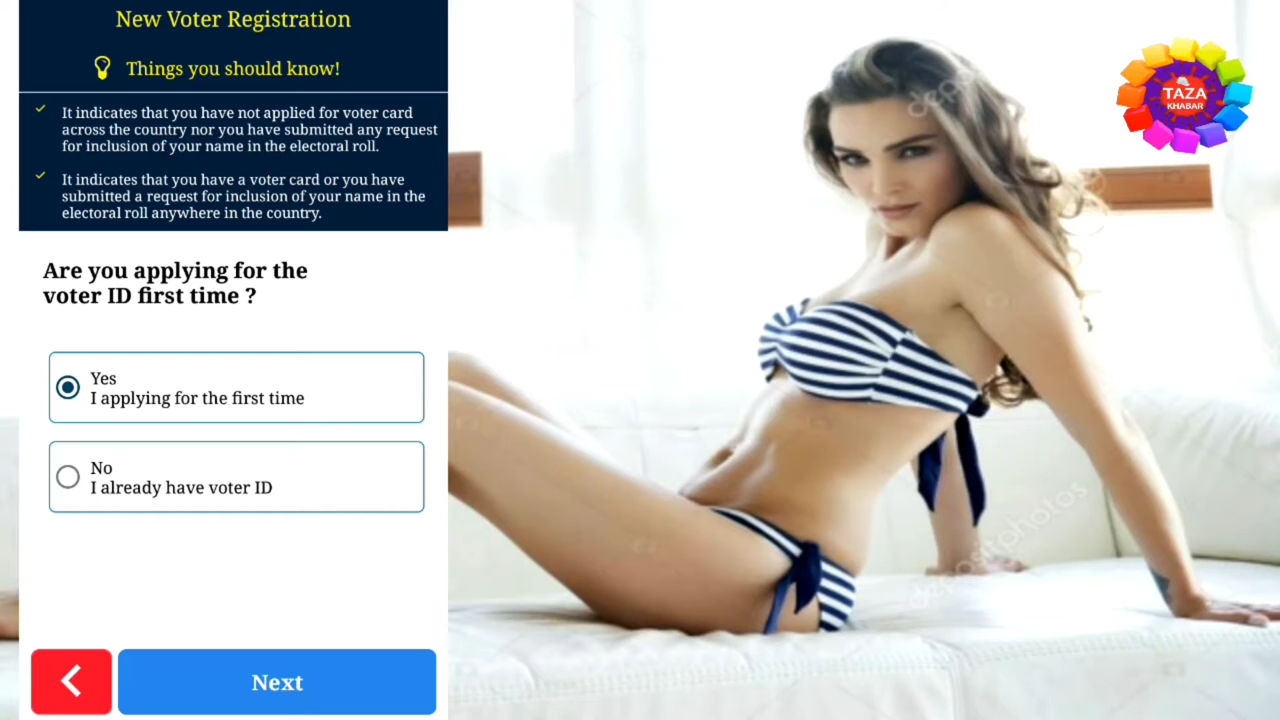 New Voter Registration
Things you should know!
It indicates that you have not applied for voter card
across the country nor you have submitted any request
for inclusion of your name in the electoral roll.
It indicates that you have a voter card or you have
submitted a request for inclusion of your name in the
electoral roll anywhere in the country.
Are you applying for the
voter ID first time ?
Yes
I applying for the first time
No
I already have voter ID
Next
TAZA
KHABAR
depositphotos